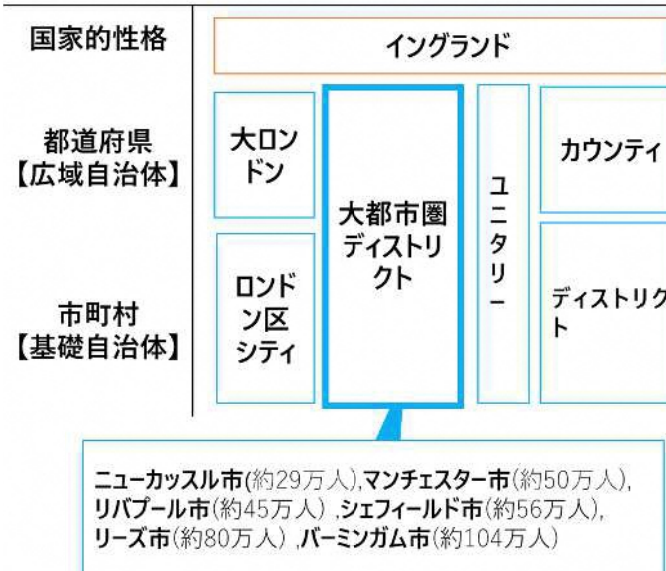 国家的性格
イングランド
都道府県
【広域自治体】
大ロン
ドン
大都市圏
ディストリ
クト
ユニタリー
カウンティ
市町村
【基礎自治体】
ロンド
ン区
シティ
ディストリク
ト
ニューカッスル市(約29万人),マンチェスター市(約50万人),
リバプール市(約45万人) ,シェフィールド市(約56万人),
リーズ市(約80万人) ,バーミンガム市(約104万人)